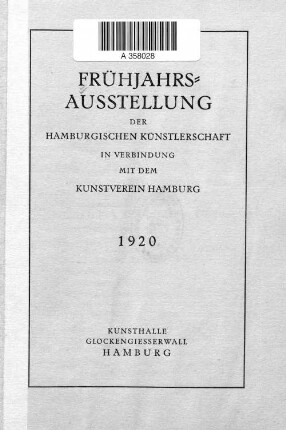 A 358028
FRÜHJAHRS=
AUSSTELLUNG
DER
HAMBURGISCHEN KÜNSTLERSCHAFT
IN VERBINDUNG
MIT DEM
KUNSTVEREIN HAMBURG
1920
KUNSTHALLE
GLOCKENGIESSERWALL
HAMBURG